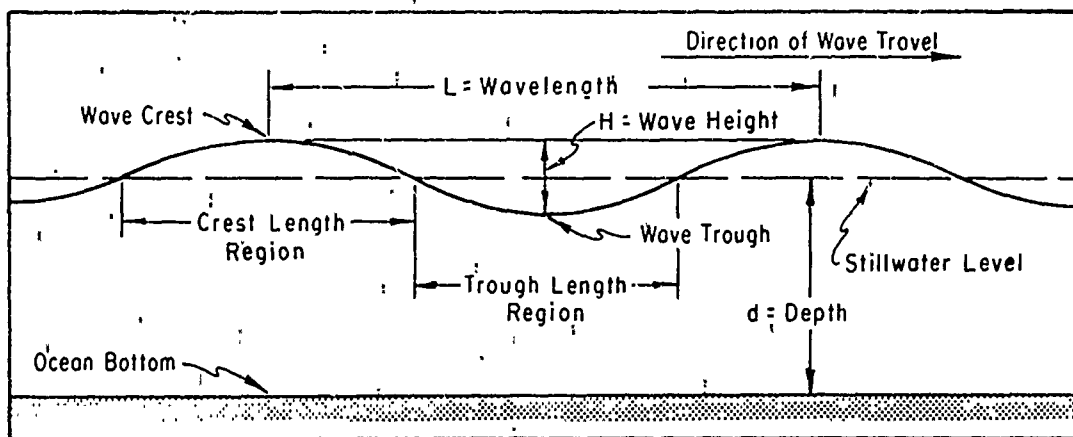 Direction of Wave Travel
L = Wavelength
Wave Crest
H = Wave Height
Crest Length
Region
Wave Trough
Stillwater Level
Trough Length
Region
d = Depth
Ocean Bottom